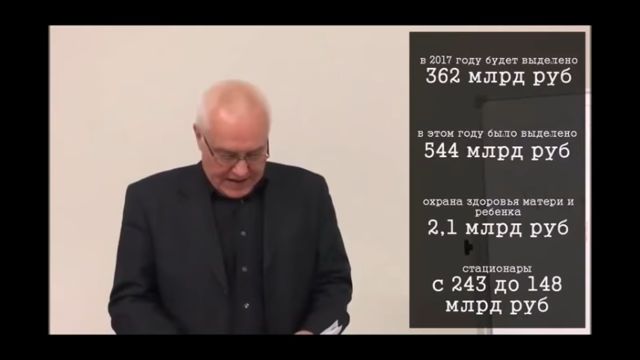 в 2017 году будет выделено
362 млрд руб
в этом году было выделено
544 млрд руб
охрана здоровья матери и
ребенка
2,1 млрд руб
стационары
с 243 до 148
млрд руб